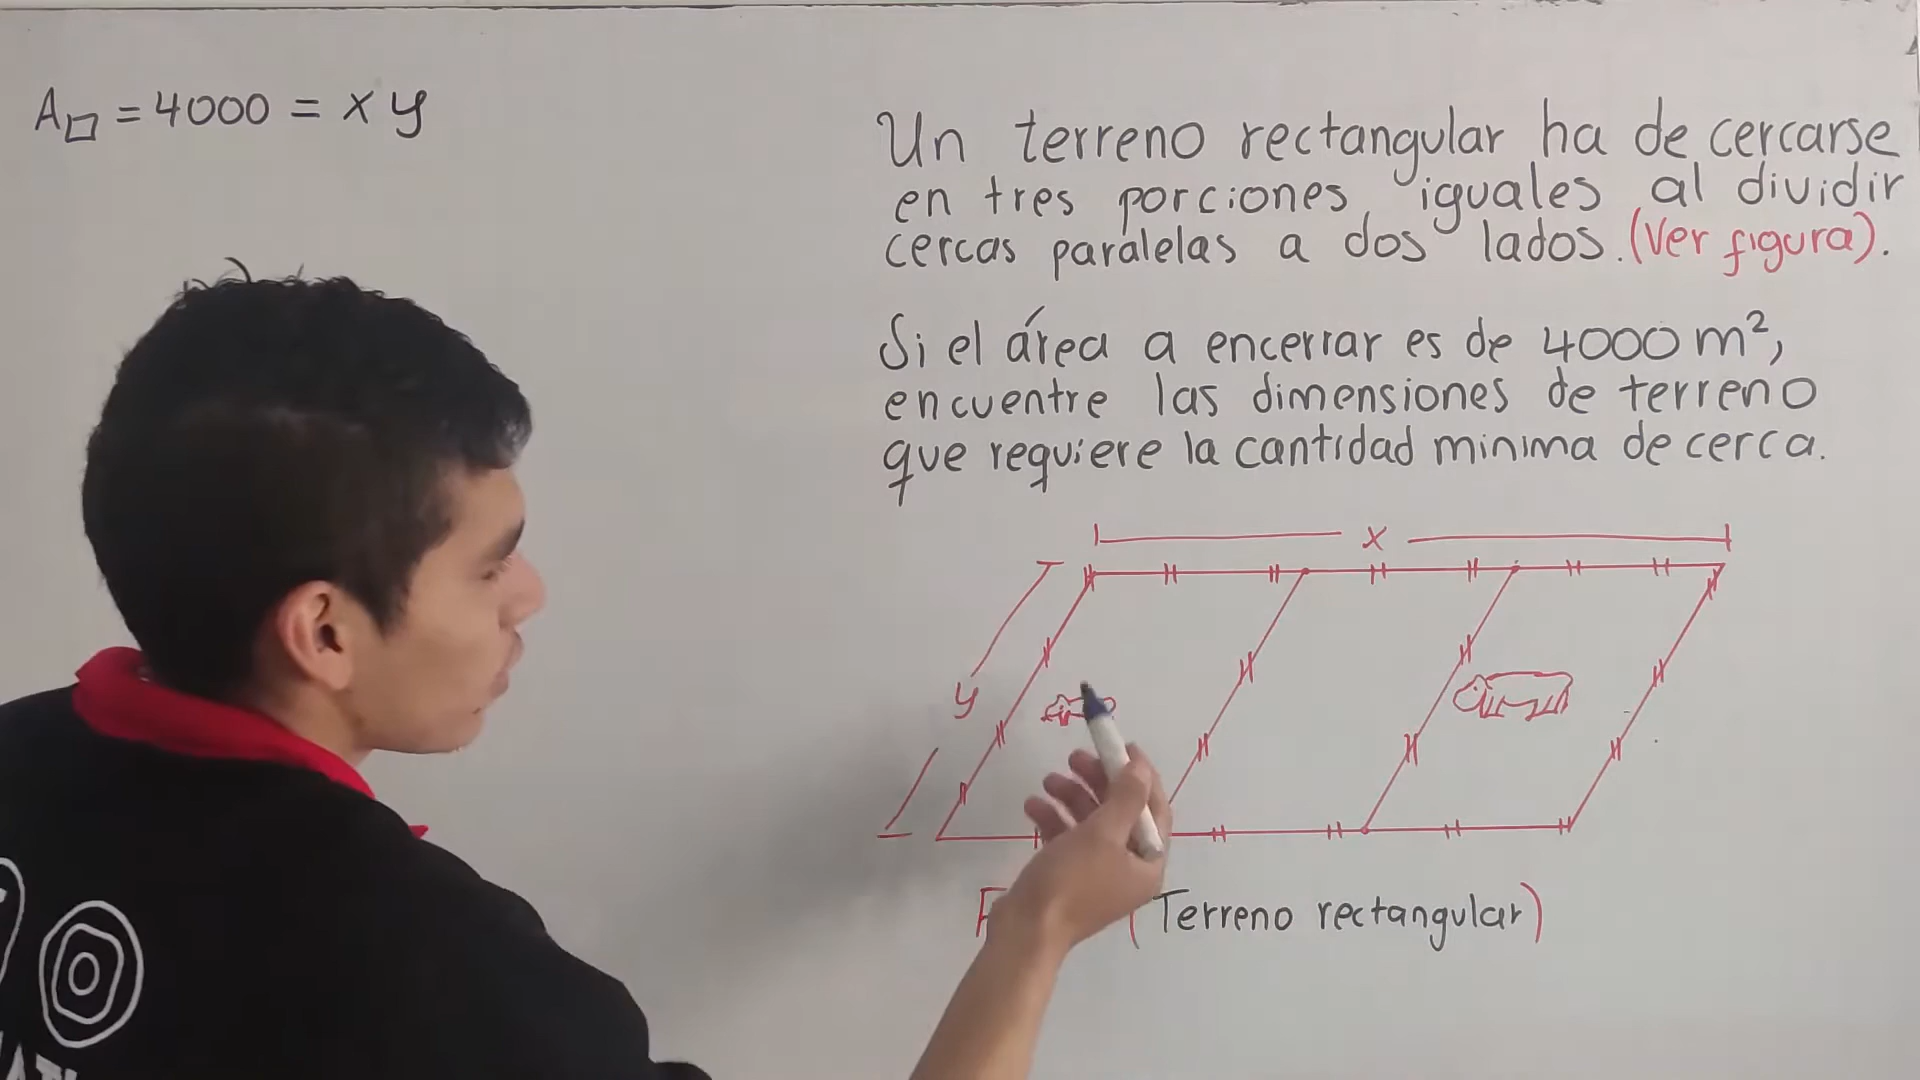 A▱ = 4000 = x y
Un terreno rectangular ha de cercarse
en tres porciones iguales al dividir
cercas paralelas a dos lados. (Ver figura).
Si el área a encerrar es de 4000 m²,
encuentre las dimensiones de terreno
que requiere la cantidad minima de cerca.
x
y
(Terreno rectangular)